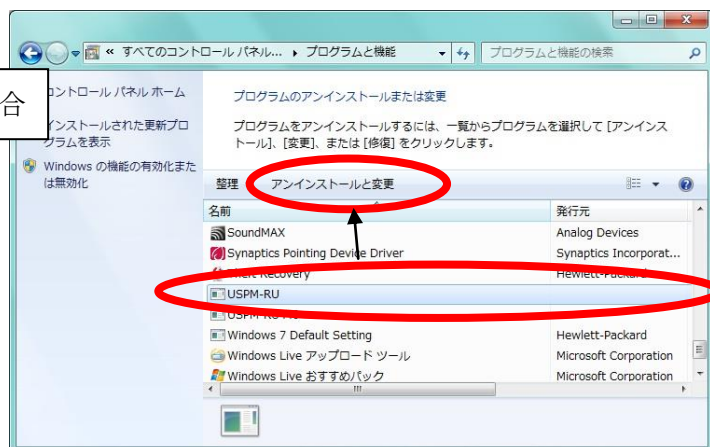 « すべてのコントロール パネル... ▸ プログラムと機能
プログラムと機能の検索
合
コントロール パネル ホーム
インストールされた更新プロ
グラムを表示
Windows の機能の有効化また
は無効化
プログラムのアンインストールまたは変更
プログラムをアンインストールするには、一覧からプログラムを選択して [アンインス
トール]、[変更]、または [修復] をクリックします。
整理 アンインストールと変更
名前 発行元
SoundMAX Analog Devices
Synaptics Pointing Device Driver Synaptics Incorporat...
Recovery Hewlett-Packard
USPM-RU
Windows 7 Default Setting Hewlett-Packard
Windows Live アップロード ツール Microsoft Corporation
Windows Live おすすめパック Microsoft Corporation